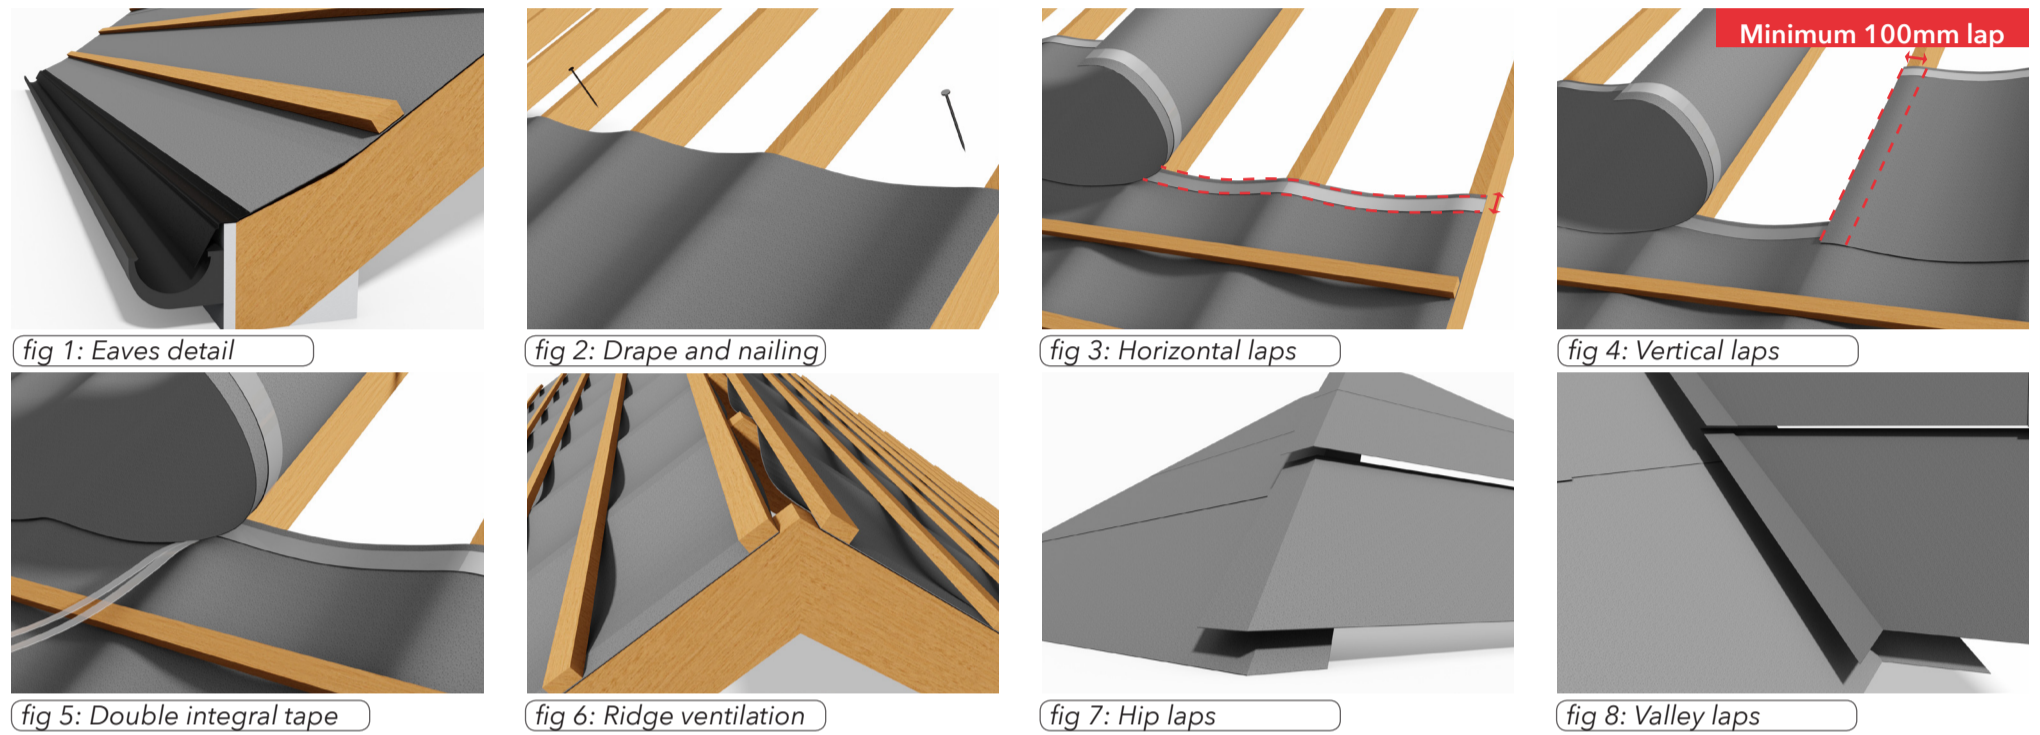 Minimum 100mm lap
fig 1: Eaves detail
fig 2: Drape and nailing
fig 3: Horizontal laps
fig 4: Vertical laps
fig 5: Double integral tape
fig 6: Ridge ventilation
fig 7: Hip laps
fig 8: Valley laps